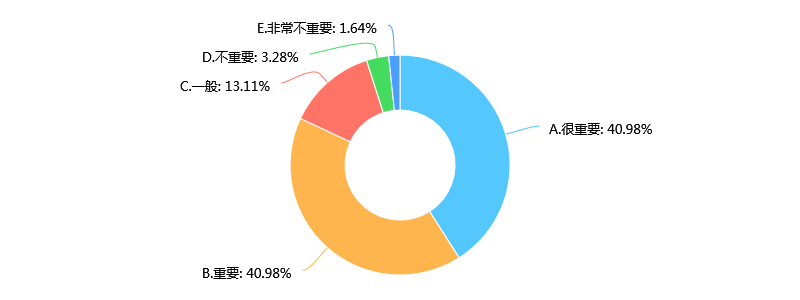 E.非常不重要: 1.64%
D.不重要: 3.28%
C.一般: 13.11%
A.很重要: 40.98%
B.重要: 40.98%